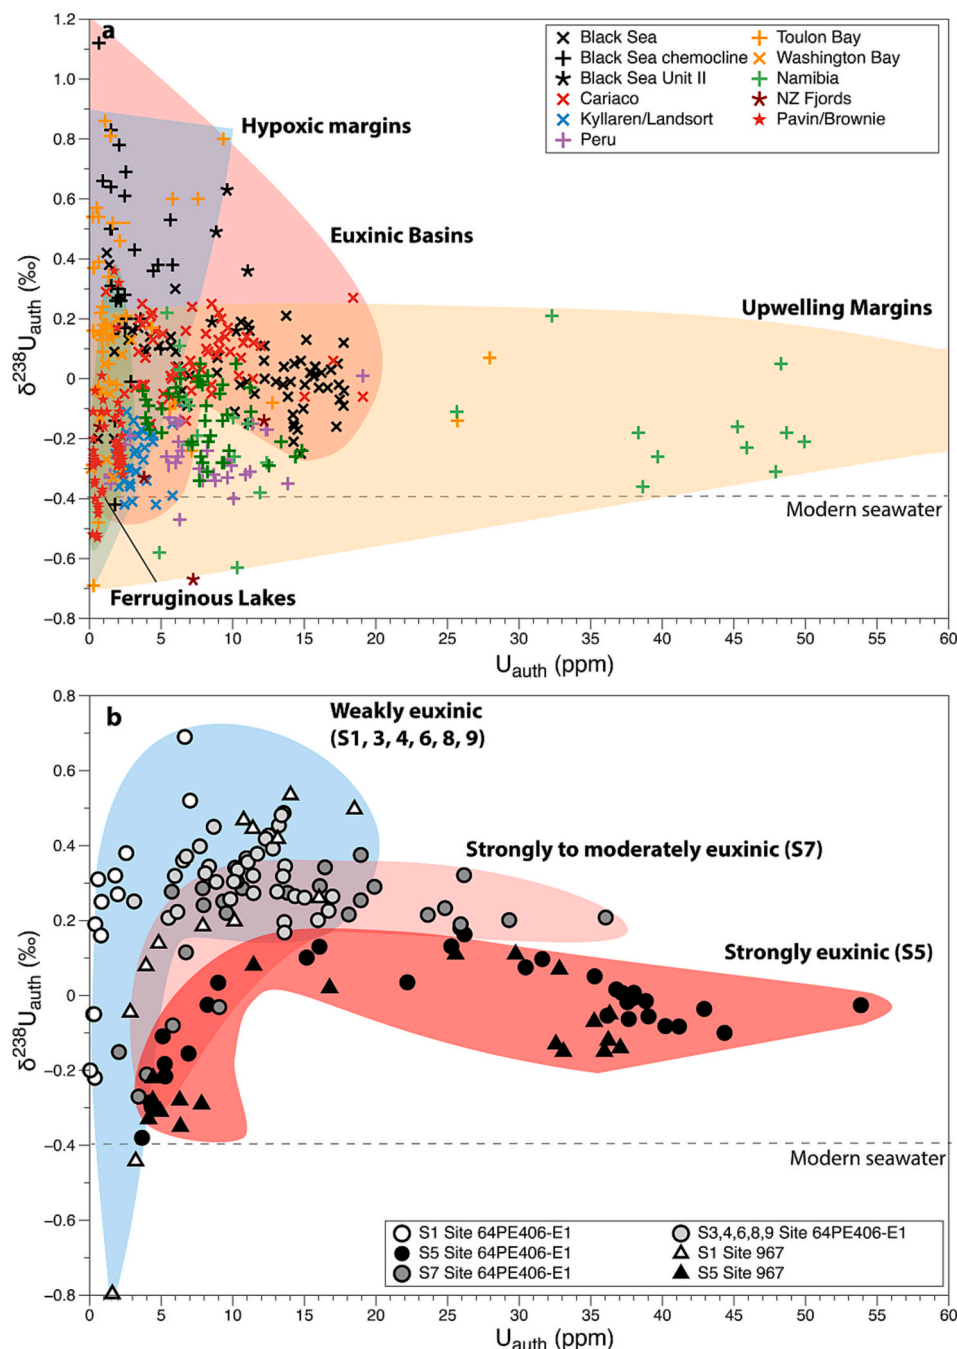 a
1.2
1.0
0.8
0.6
0.4
0.2
0
−0.2
−0.4
−0.6
−0.8
δ238Uauth (‰)
Black Sea
Black Sea chemocline
Black Sea Unit II
Cariaco
Kyllaren/Landsort
Peru
Toulon Bay
Washington Bay
Namibia
NZ Fjords
Pavin/Brownie
Hypoxic margins
Euxinic Basins
Upwelling Margins
Modern seawater
Ferruginous Lakes
0 5 10 15 20 25 30 35 40 45 50 55 60
Uauth (ppm)
b
0.8
0.6
0.4
0.2
0
−0.2
−0.4
−0.6
−0.8
δ238Uauth (‰)
Weakly euxinic
(S1, 3, 4, 6, 8, 9)
Strongly to moderately euxinic (S7)
Strongly euxinic (S5)
Modern seawater
S1 Site 64PE406-E1
S5 Site 64PE406-E1
S7 Site 64PE406-E1
S3,4,6,8,9 Site 64PE406-E1
S1 Site 967
S5 Site 967
0 5 10 15 20 25 30 35 40 45 50 55 60
Uauth (ppm)